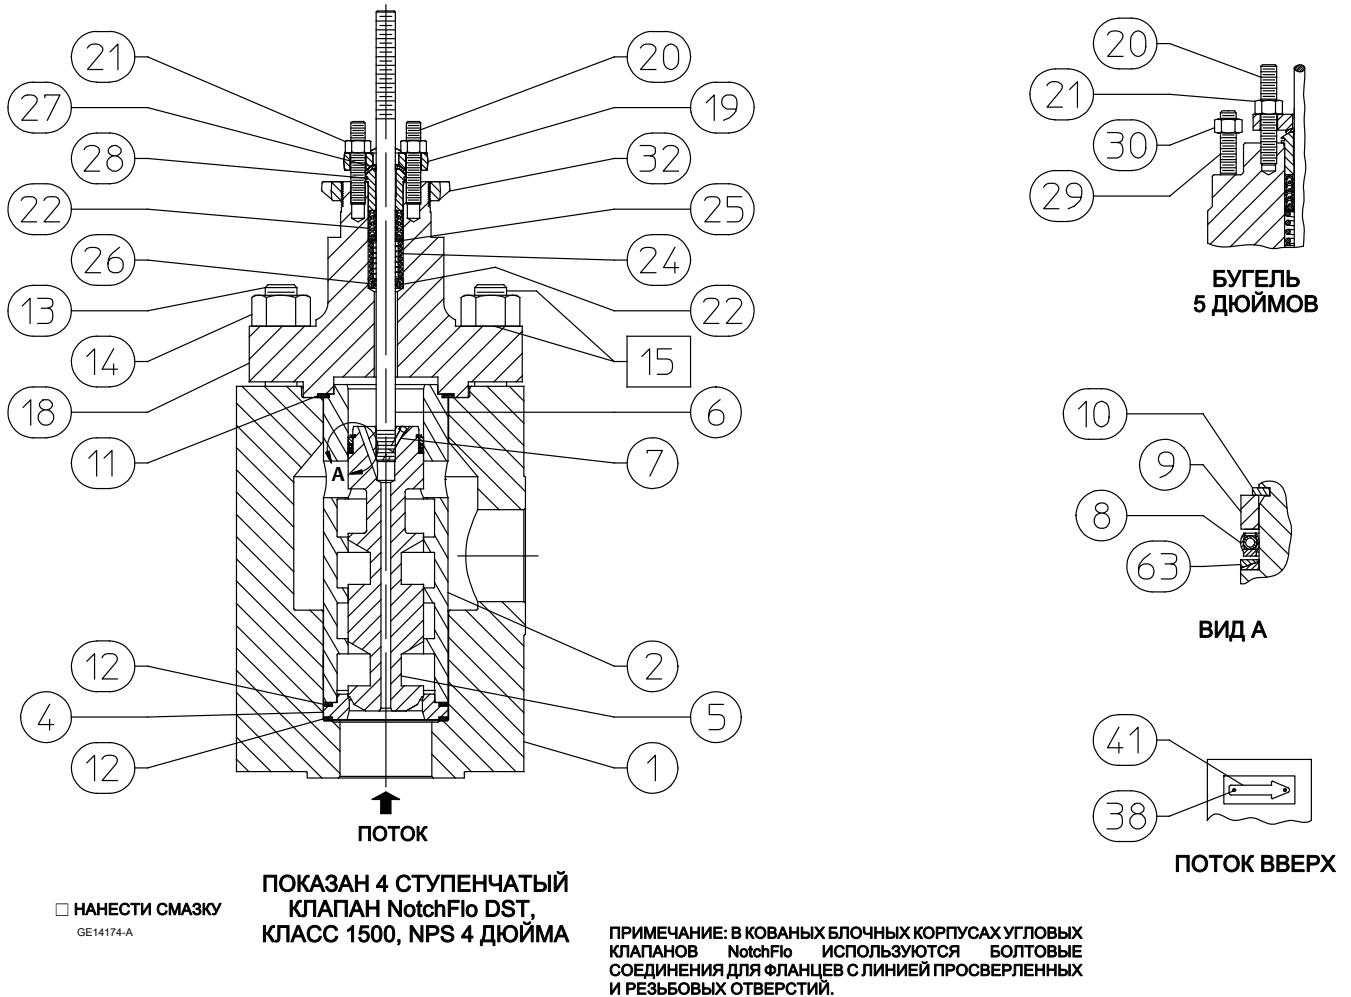 21
27
28
22
26
13
14
18
11
12
4
12
20
19
32
25
24
22
15
6
7
2
5
1
A
ПОТОК
ПОКАЗАН 4 СТУПЕНЧАТЫЙ
КЛАПАН NotchFlo DST,
КЛАСС 1500, NPS 4 ДЮЙМА
□ НАНЕСТИ СМАЗКУ
GE14174-A
20
21
30
29
БУГЕЛЬ
5 ДЮЙМОВ
10
9
8
63
ВИД А
41
38
ПОТОК ВВЕРХ
ПРИМЕЧАНИЕ: В КОВАНЫХ БЛОЧНЫХ КОРПУСАХ УГЛОВЫХ
КЛАПАНОВ NotchFlo ИСПОЛЬЗУЮТСЯ БОЛТОВЫЕ
СОЕДИНЕНИЯ ДЛЯ ФЛАНЦЕВ С ЛИНИЕЙ ПРОСВЕРЛЕННЫХ
И РЕЗЬБОВЫХ ОТВЕРСТИЙ.